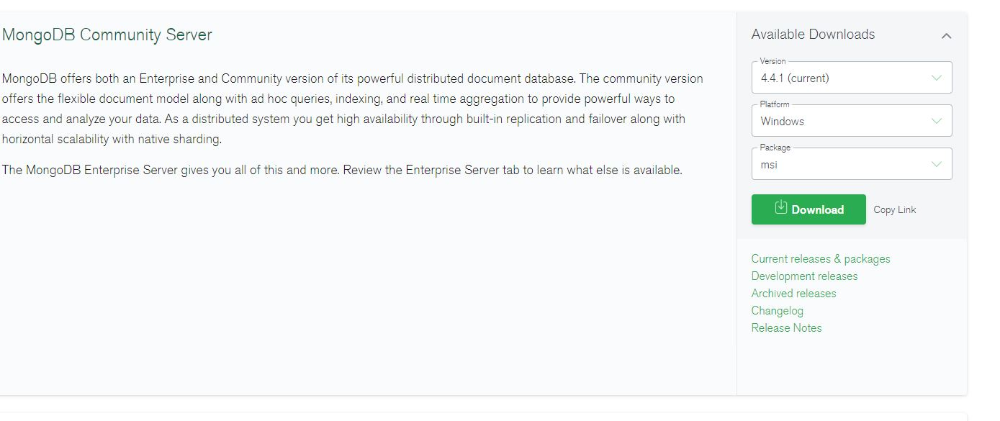 MongoDB Community Server
MongoDB offers both an Enterprise and Community version of its powerful distributed document database. The community version
offers the flexible document model along with ad hoc queries, indexing, and real time aggregation to provide powerful ways to
access and analyze your data. As a distributed system you get high availability through built-in replication and failover along with
horizontal scalability with native sharding.
The MongoDB Enterprise Server gives you all of this and more. Review the Enterprise Server tab to learn what else is available.
Available Downloads
Version
4.4.1 (current)
Platform
Windows
Package
msi
Download
Copy Link
Current releases & packages
Development releases
Archived releases
Changelog
Release Notes